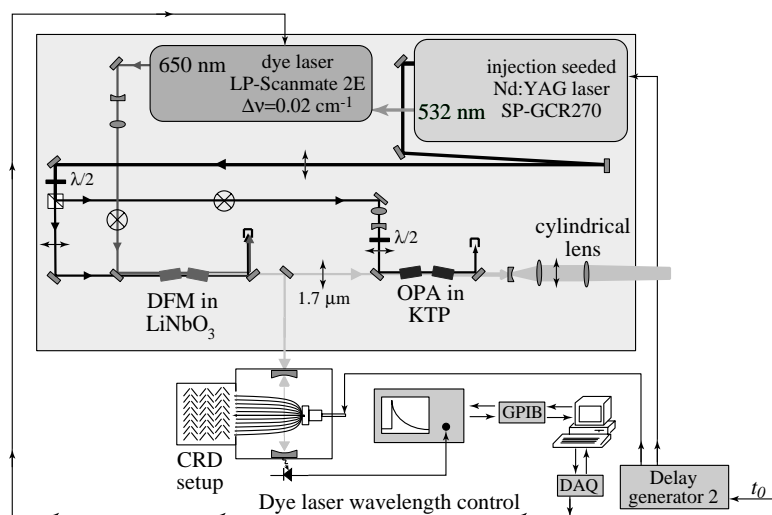 650 nm
dye laser
LP-Scanmate 2E
Δν=0.02 cm⁻¹
532 nm
injection seeded
Nd:YAG laser
SP-GCR270
λ/2
λ/2
cylindrical
lens
DFM in
LiNbO₃
1.7 μm
OPA in
KTP
GPIB
CRD
setup
DAQ
Delay
generator 2
t₀
Dye laser wavelength control